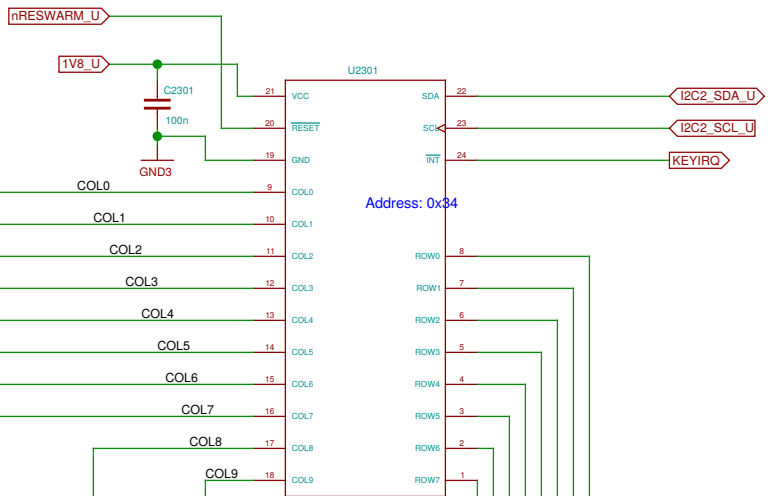 nRESWARM_U
1V8_U
U2301
C2301
100n
GND3
21 VCC
20 RESET
19 GND
SDA 22
SCL 23
INT 24
I2C2_SDA_U
I2C2_SCL_U
KEYIRQ
Address: 0x34
COL0 9 COL0
COL1 10 COL1
COL2 11 COL2
COL3 12 COL3
COL4 13 COL4
COL5 14 COL5
COL6 15 COL6
COL7 16 COL7
COL8 17 COL8
COL9 18 COL9
ROW0 8
ROW1 7
ROW2 6
ROW3 5
ROW4 4
ROW5 3
ROW6 2
ROW7 1